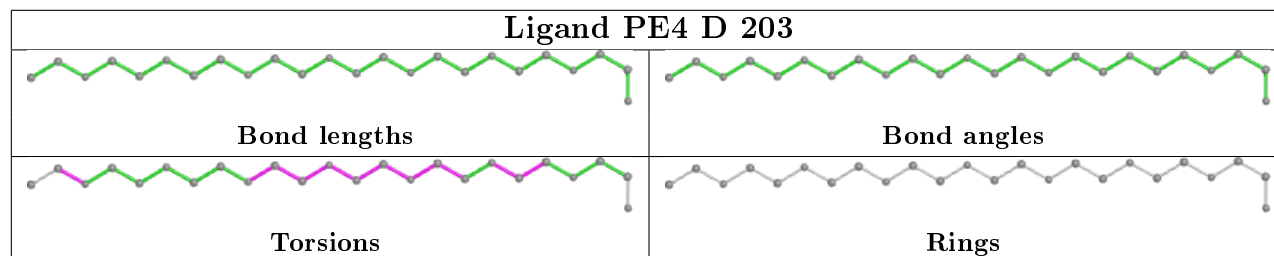 Ligand PE4 D 203
Bond lengths
Bond angles
Torsions
Rings